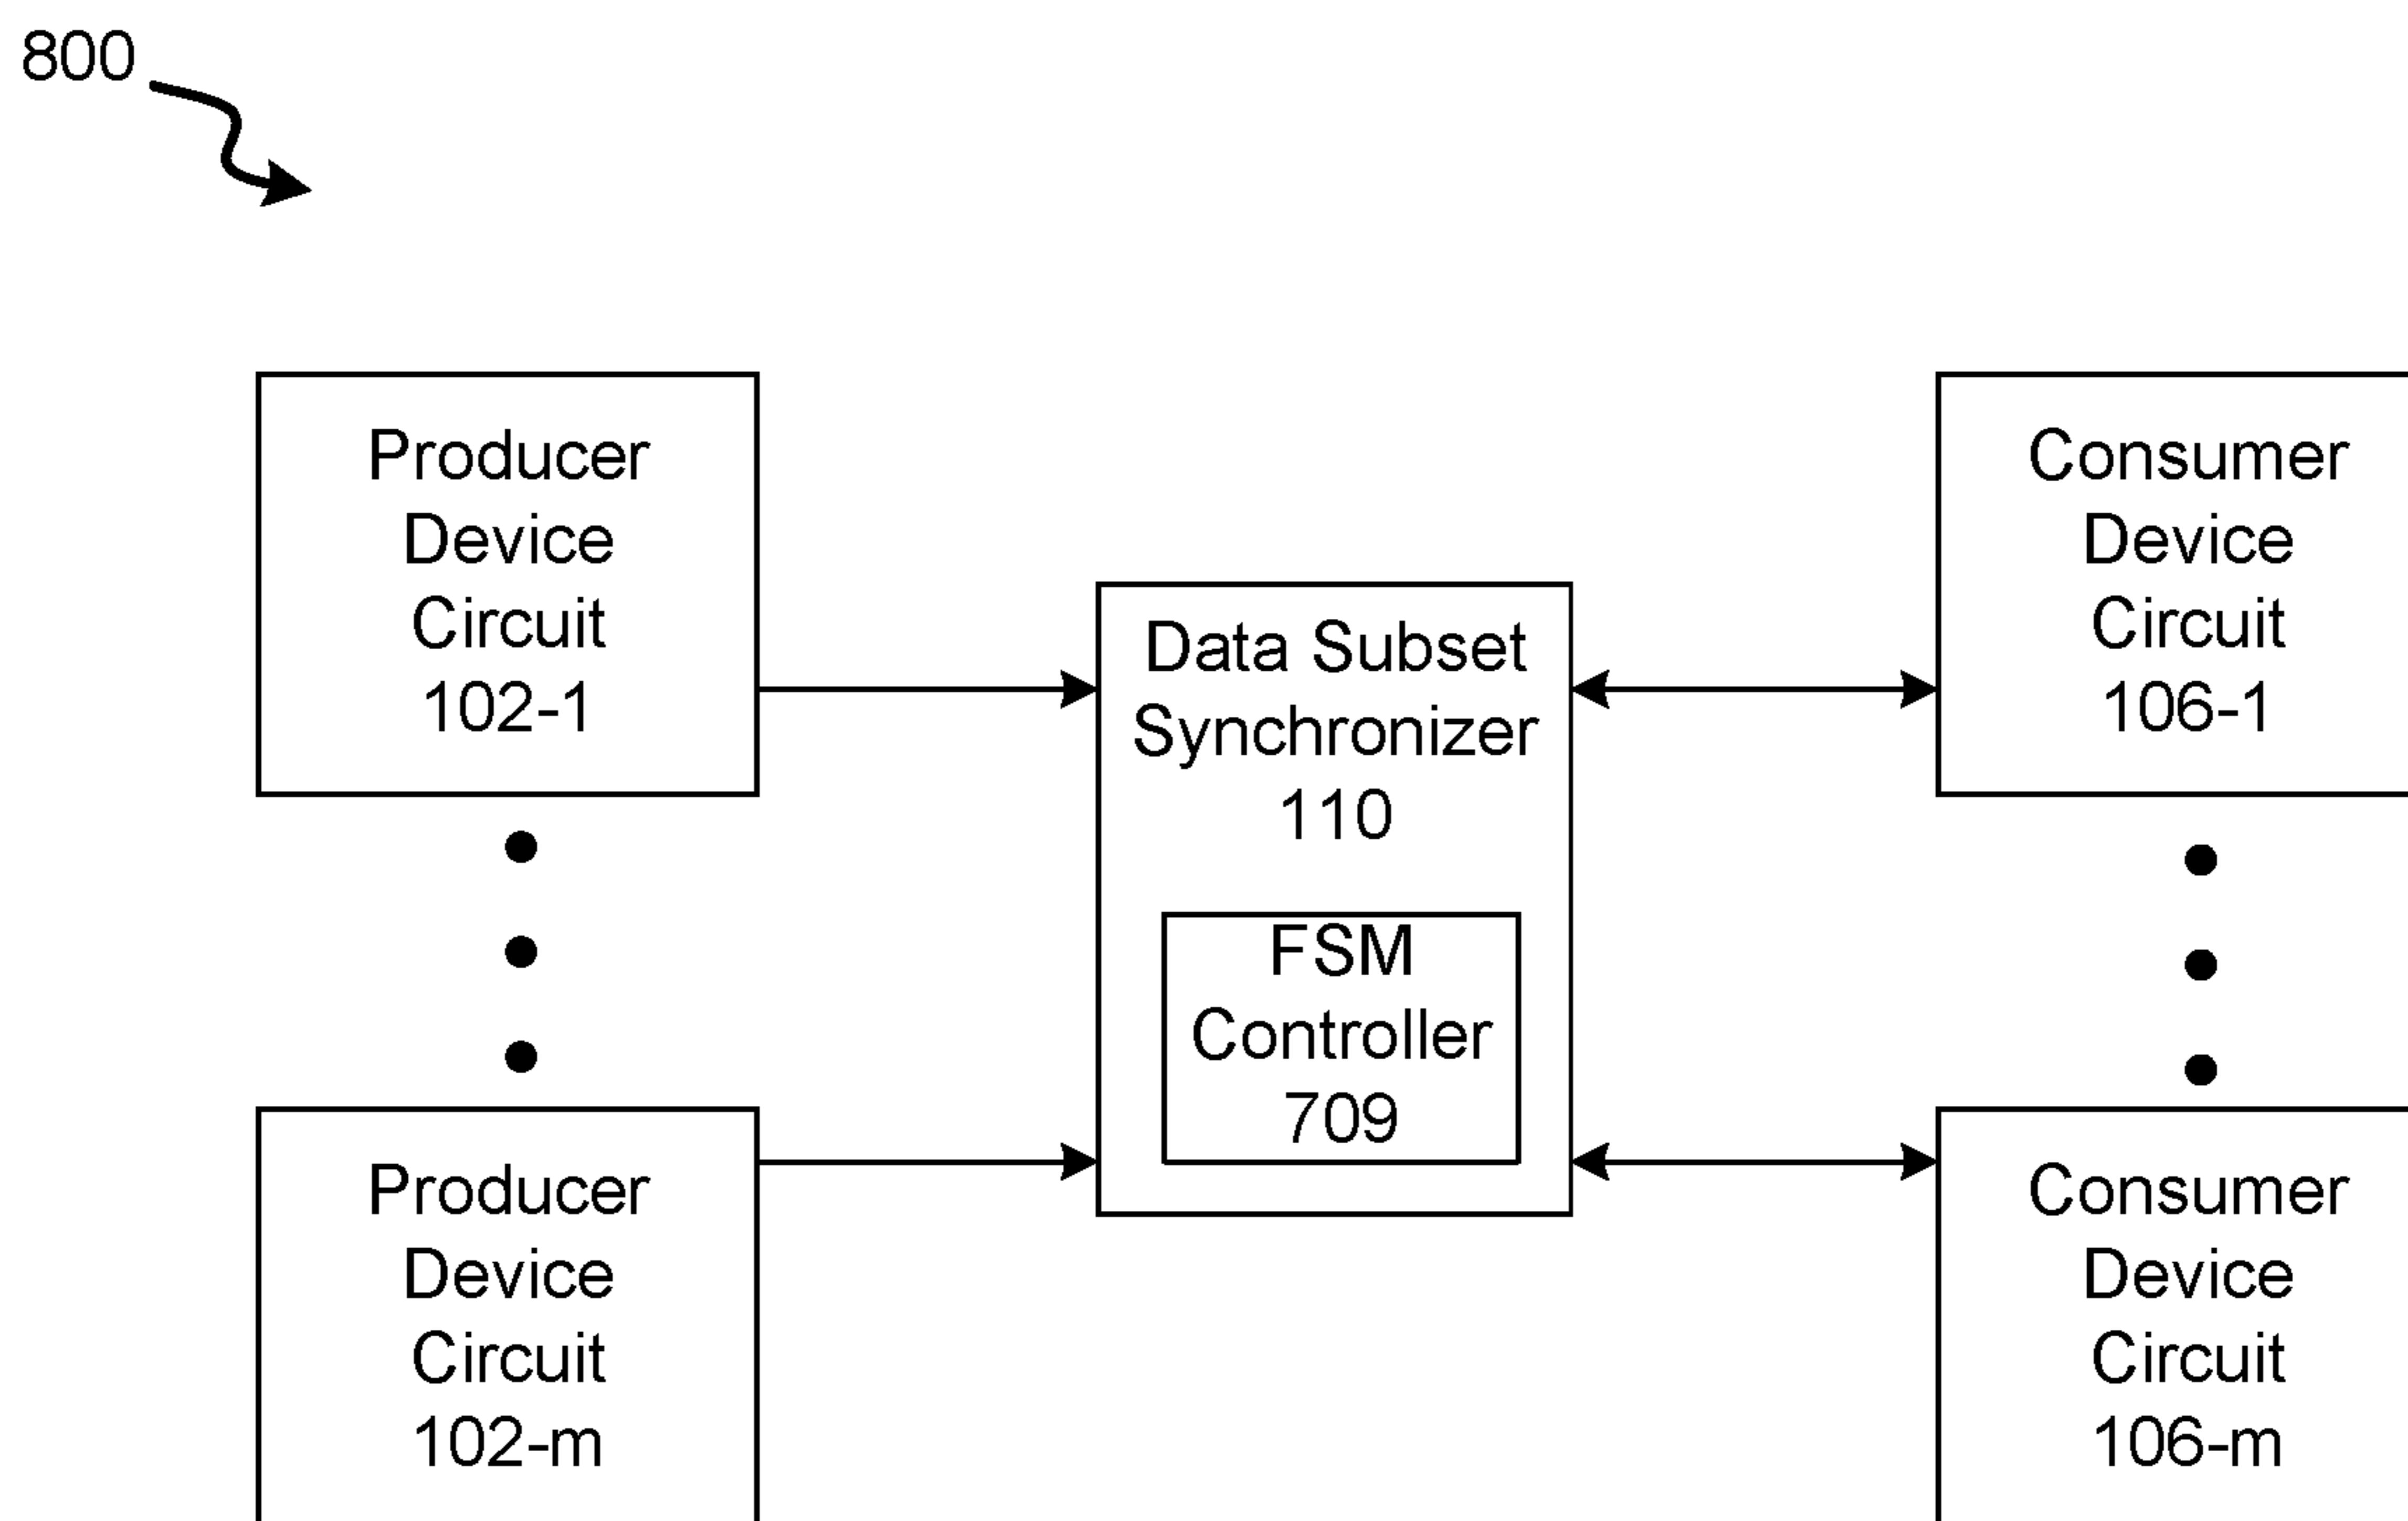 800
Producer
Device
Circuit
102-1
Data Subset
Synchronizer
110
FSM
Controller
709
Consumer
Device
Circuit
106-1
Producer
Device
Circuit
102-m
Consumer
Device
Circuit
106-m